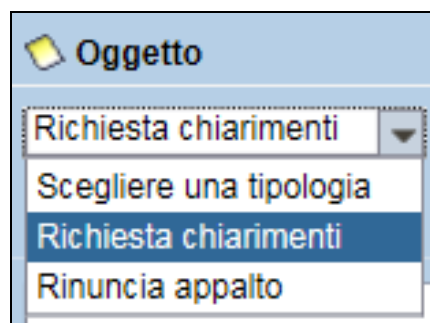 Oggetto
Richiesta chiarimenti
Scegliere una tipologia
Richiesta chiarimenti
Rinuncia appalto